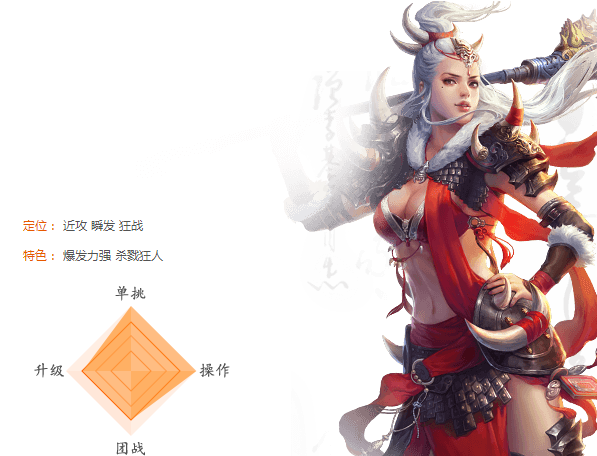 定位： 近攻 瞬发 狂战
特色： 爆发力强 杀戮狂人
单挑
升级
操作
团战